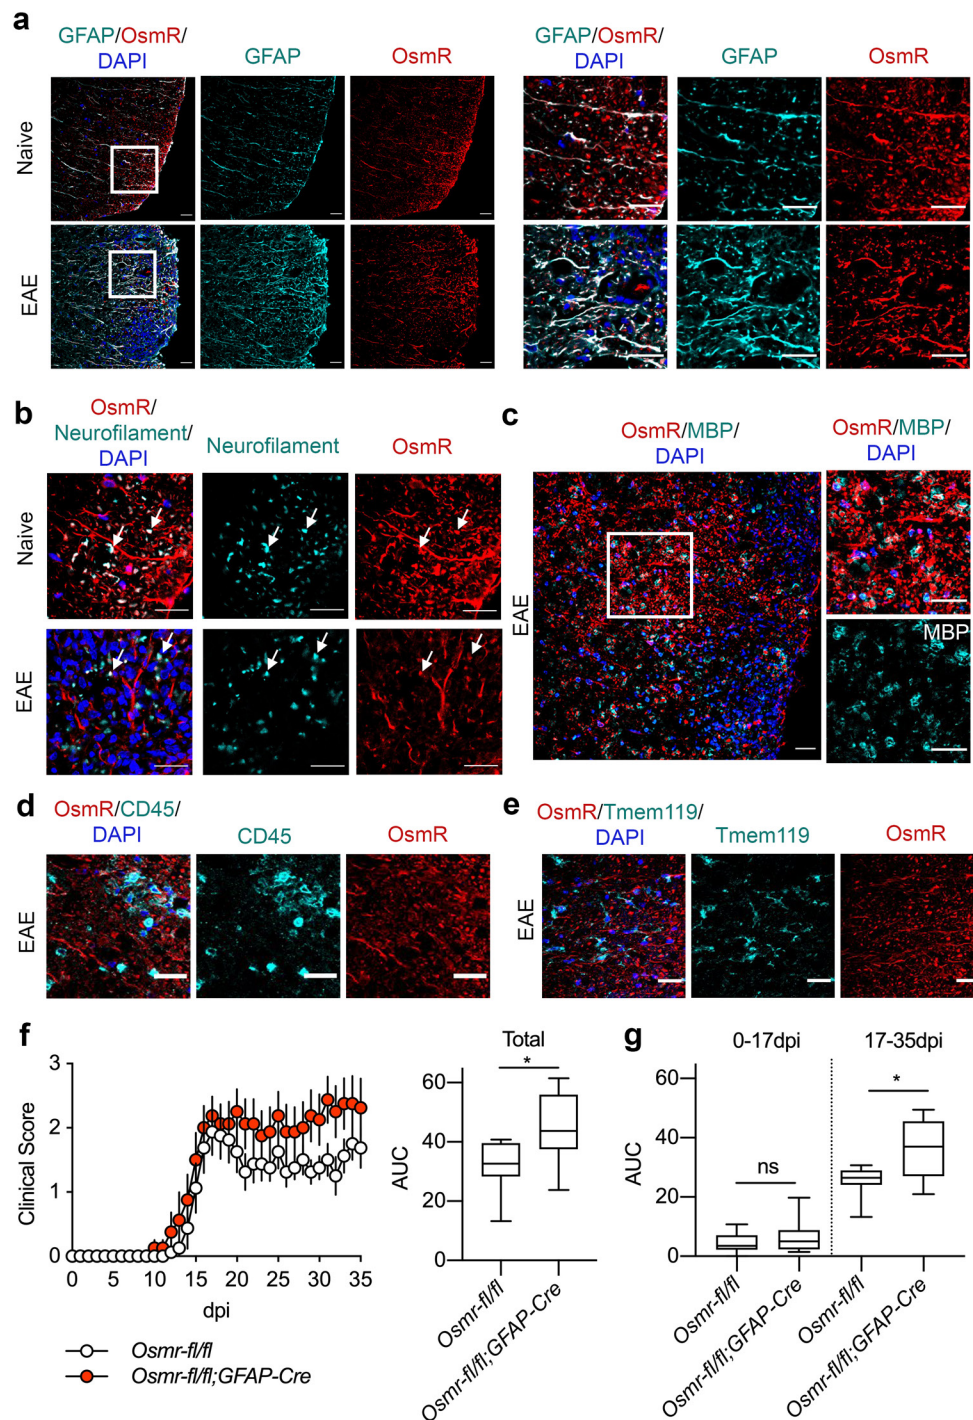 a
GFAP/OsmR/
DAPI
GFAP
OsmR
GFAP/OsmR/
DAPI
GFAP
OsmR
Naive
EAE
b
OsmR/
Neurofilament/
DAPI
Neurofilament
OsmR
Naive
EAE
c
OsmR/MBP/
DAPI
OsmR/MBP/
DAPI
EAE
MBP
d
OsmR/CD45/
DAPI
CD45
OsmR
EAE
e
OsmR/Tmem119/
DAPI
Tmem119
OsmR
EAE
f
3
2
1
0
Clinical Score
0
5
10
15
20
25
30
35
dpi
Osmr-fl/fl
Osmr-fl/fl;GFAP-Cre
Total
*
60
40
20
0
AUC
Osmr-fl/fl
Osmr-fl/fl;GFAP-Cre
g
0-17dpi
17-35dpi
60
40
20
0
AUC
ns
*
Osmr-fl/fl
Osmr-fl/fl;GFAP-Cre
Osmr-fl/fl
Osmr-fl/fl;GFAP-Cre